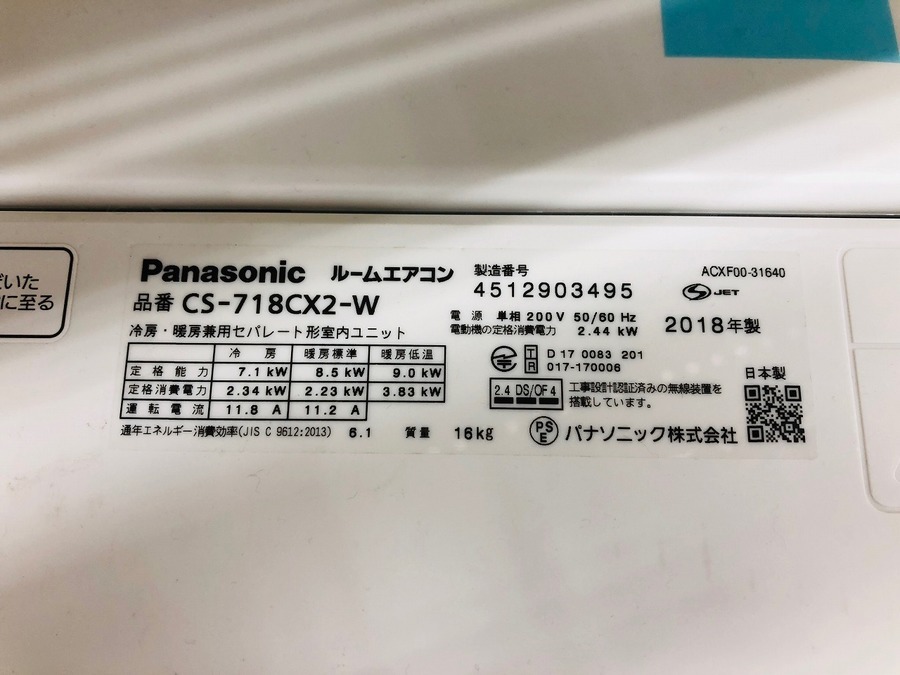 ごいた
に至る
Panasonic ルームエアコン
品番 CS-718CX2-W
冷房・暖房兼用セパレート形室内ユニット
冷房 暖房標準 暖房低温
定格能力 7.1 kW 8.5 kW 9.0 kW
定格消費電力 2.34 kW 2.23 kW 3.83 kW
運転電流 11.8 A 11.2 A
通年エネルギー消費効率(JIS C 9612:2013) 6.1 質量 16kg
製造番号
4512903495
電源 単相 200V 50/60 Hz
電動機の定格消費電力 2.44 kW
ACXF00-31640
S JET
2018年製
T D 17 0083 201
R 017-170006
2.4 DS/OF 4
工事設計認証済みの無線装置を
搭載しています。
日本製
PSE パナソニック株式会社